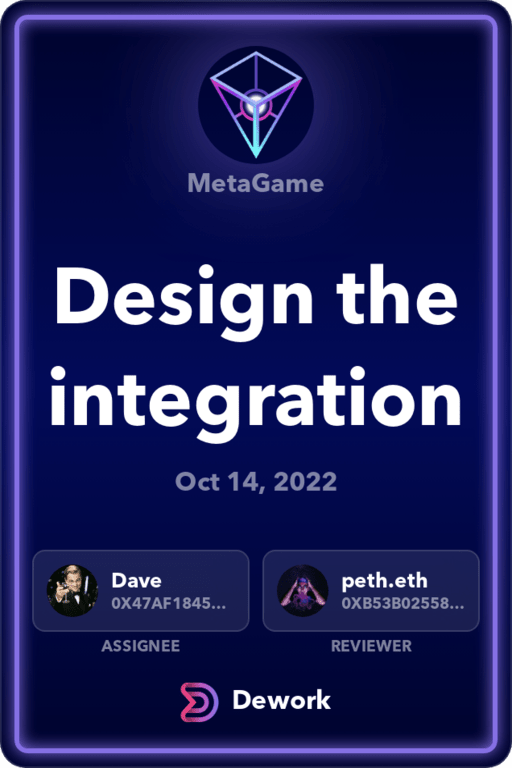 MetaGame
Design the
integration
Oct 14, 2022
Dave
0X47AF1845...
ASSIGNEE
peth.eth
0XB53B02558...
REVIEWER
Dework